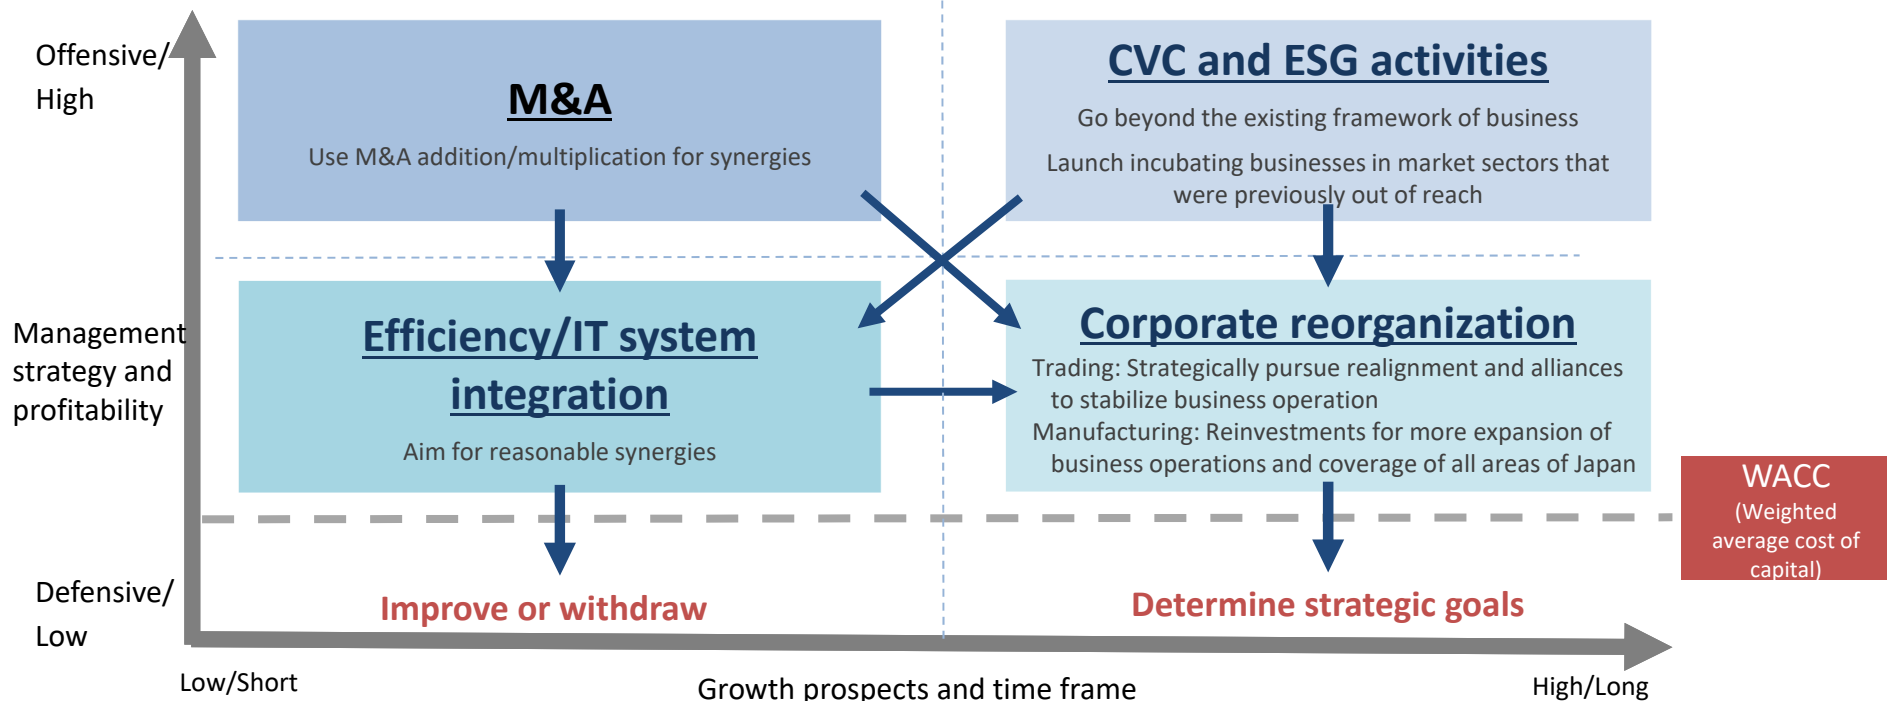 Offensive/
High
M&A
Use M&A addition/multiplication for synergies
CVC and ESG activities
Go beyond the existing framework of business
Launch incubating businesses in market sectors that
were previously out of reach
Management
strategy and
profitability
Efficiency/IT system
integration
Aim for reasonable synergies
Corporate reorganization
Trading: Strategically pursue realignment and alliances
to stabilize business operation
Manufacturing: Reinvestments for more expansion of
business operations and coverage of all areas of Japan
WACC
(Weighted
average cost of
capital)
Defensive/
Low
Improve or withdraw
Determine strategic goals
Low/Short
Growth prospects and time frame
High/Long